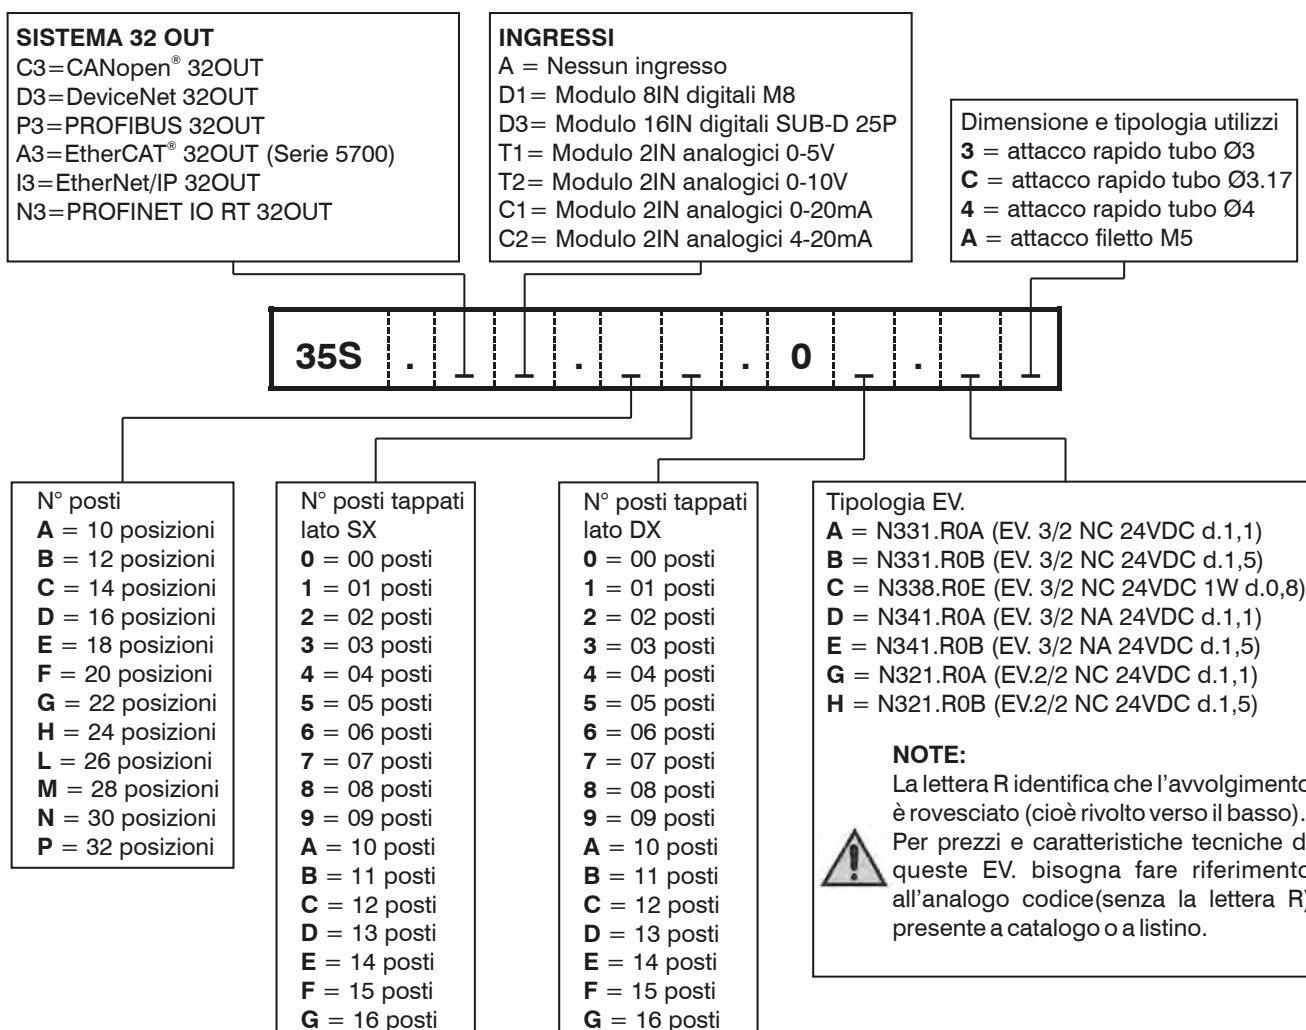 SISTEMA 32 OUT
C3=CANopen® 32OUT
D3=DeviceNet 32OUT
P3=PROFIBUS 32OUT
A3=EtherCAT® 32OUT (Serie 5700)
I3=EtherNet/IP 32OUT
N3=PROFINET IO RT 32OUT
INGRESSI
A = Nessun ingresso
D1= Modulo 8IN digitali M8
D3= Modulo 16IN digitali SUB-D 25P
T1= Modulo 2IN analogici 0-5V
T2= Modulo 2IN analogici 0-10V
C1= Modulo 2IN analogici 0-20mA
C2= Modulo 2IN analogici 4-20mA
Dimensione e tipologia utilizzi
3 = attacco rapido tubo Ø3
C = attacco rapido tubo Ø3.17
4 = attacco rapido tubo Ø4
A = attacco filetto M5
35S . _ _ . _ _ . 0 _ . _ _
N° posti
A = 10 posizioni
B = 12 posizioni
C = 14 posizioni
D = 16 posizioni
E = 18 posizioni
F = 20 posizioni
G = 22 posizioni
H = 24 posizioni
L = 26 posizioni
M = 28 posizioni
N = 30 posizioni
P = 32 posizioni
N° posti tappati
lato SX
0 = 00 posti
1 = 01 posti
2 = 02 posti
3 = 03 posti
4 = 04 posti
5 = 05 posti
6 = 06 posti
7 = 07 posti
8 = 08 posti
9 = 09 posti
A = 10 posti
B = 11 posti
C = 12 posti
D = 13 posti
E = 14 posti
F = 15 posti
G = 16 posti
N° posti tappati
lato DX
0 = 00 posti
1 = 01 posti
2 = 02 posti
3 = 03 posti
4 = 04 posti
5 = 05 posti
6 = 06 posti
7 = 07 posti
8 = 08 posti
9 = 09 posti
A = 10 posti
B = 11 posti
C = 12 posti
D = 13 posti
E = 14 posti
F = 15 posti
G = 16 posti
Tipologia EV.
A = N331.R0A (EV. 3/2 NC 24VDC d.1,1)
B = N331.R0B (EV. 3/2 NC 24VDC d.1,5)
C = N338.R0E (EV. 3/2 NC 24VDC 1W d.0,8)
D = N341.R0A (EV. 3/2 NA 24VDC d.1,1)
E = N341.R0B (EV. 3/2 NA 24VDC d.1,5)
G = N321.R0A (EV.2/2 NC 24VDC d.1,1)
H = N321.R0B (EV.2/2 NC 24VDC d.1,5)
NOTE:
La lettera R identifica che l'avvolgimento
è rovesciato (cioè rivolto verso il basso).
Per prezzi e caratteristiche tecniche d
queste EV. bisogna fare riferimento
all'analogo codice(senza la lettera R)
presente a catalogo o a listino.